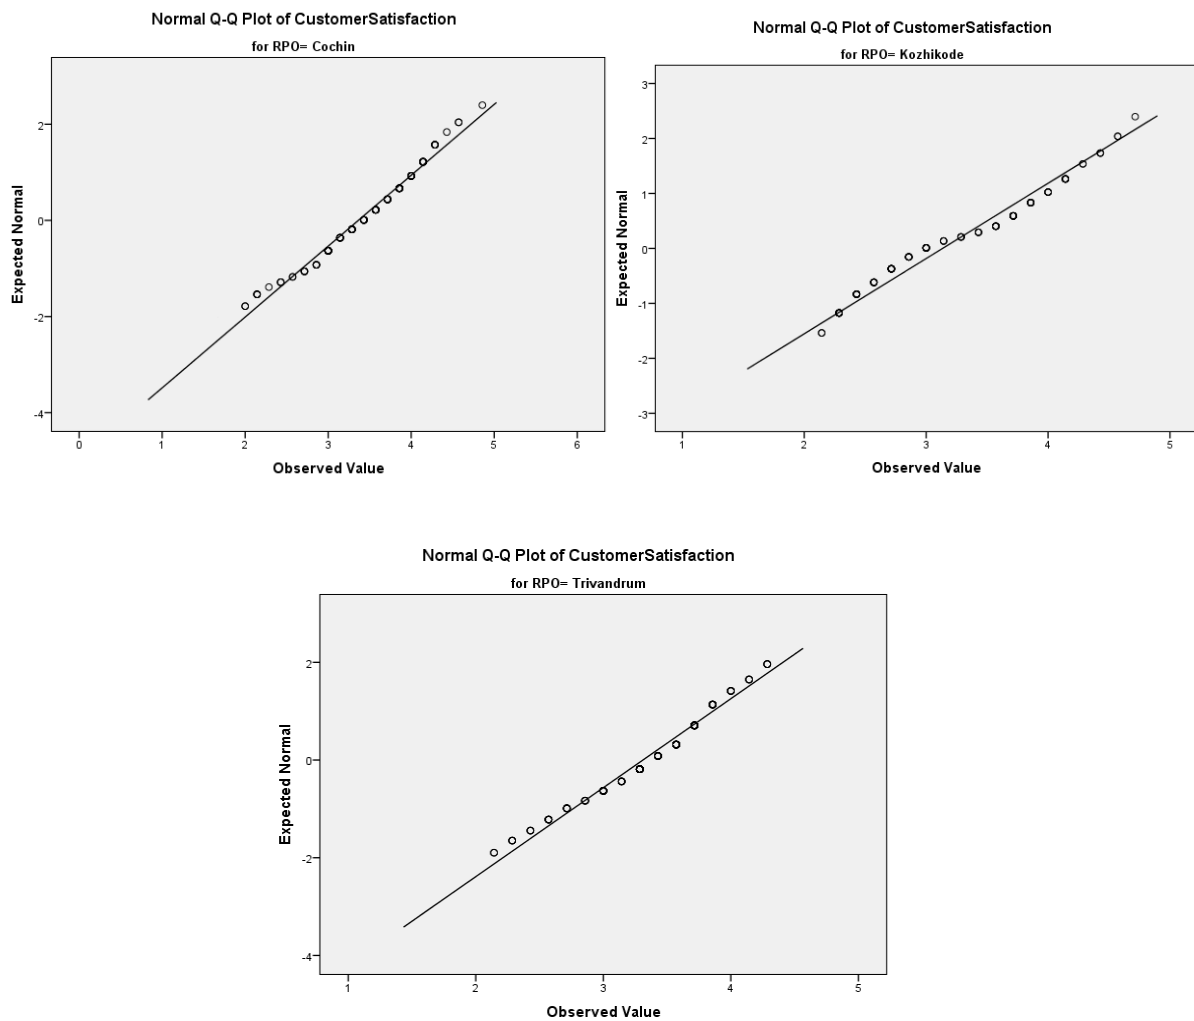 Normal Q-Q Plot of CustomerSatisfaction
for RPO= Cochin
Expected Normal
2
0
-2
-4
0 1 2 3 4 5 6
Observed Value
Normal Q-Q Plot of CustomerSatisfaction
for RPO= Kozhikode
Expected Normal
3
2
1
0
-1
-2
-3
1 2 3 4 5
Observed Value
Normal Q-Q Plot of CustomerSatisfaction
for RPO= Trivandrum
Expected Normal
2
0
-2
-4
1 2 3 4 5
Observed Value